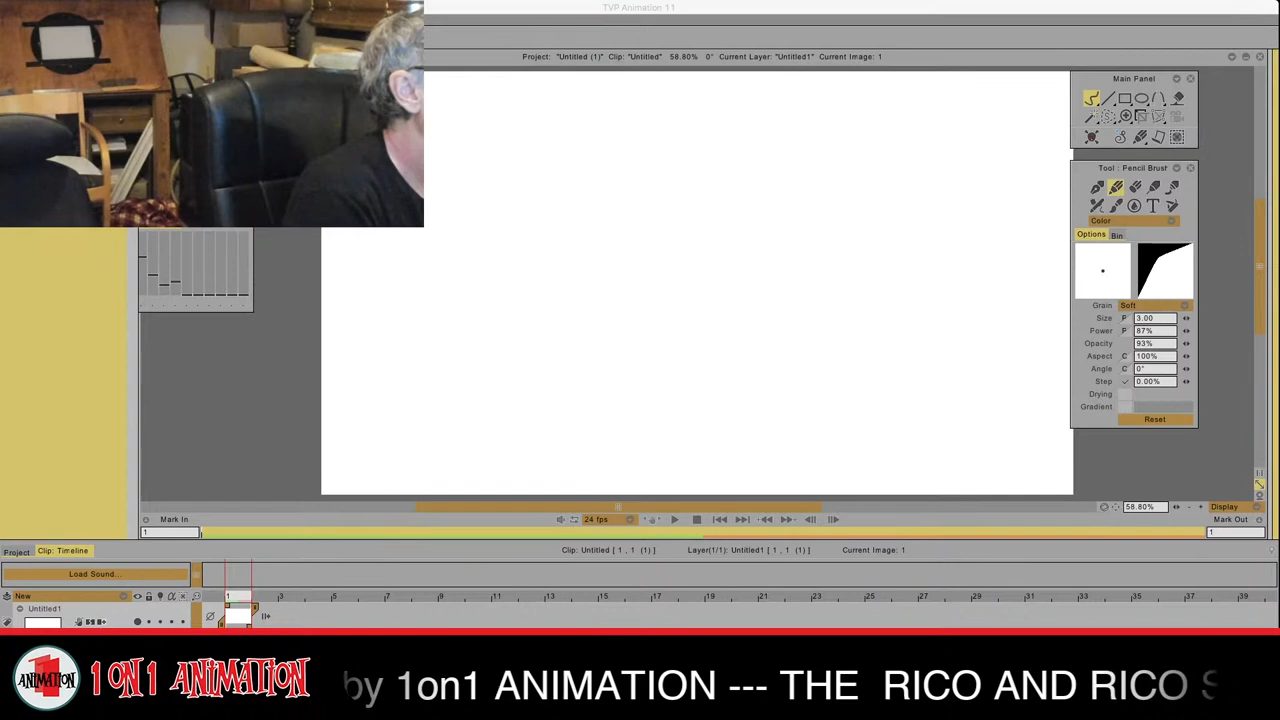 TVP Animation 11
Project: "Untitled (1)" Clip: "Untitled" 58.80% 0° Current Layer: "Untitled1" Current Image: 1
Main Panel
Tool : Pencil Brush
Color
Options Bin
Grain Soft
Size P 3.00
Power P 87%
Opacity 93%
Aspect C 100%
Angle C 0°
Step 0.00%
Drying
Gradient
Reset
58.80% Display
Mark In 24 fps Mark Out
1 1
Project Clip: Timeline Clip: Untitled [ 1 , 1 (1) ] Layer(1/1): Untitled1 [ 1 , 1 (1) ] Current Image: 1
Load Sound...
New 1 3 5 7 9 11 13 15 17 19 21 23 25 27 29 31 33 35 37 39
Untitled1
ANIMATION 1 ON 1 ANIMATION by 1on1 ANIMATION --- THE RICO AND RICO S